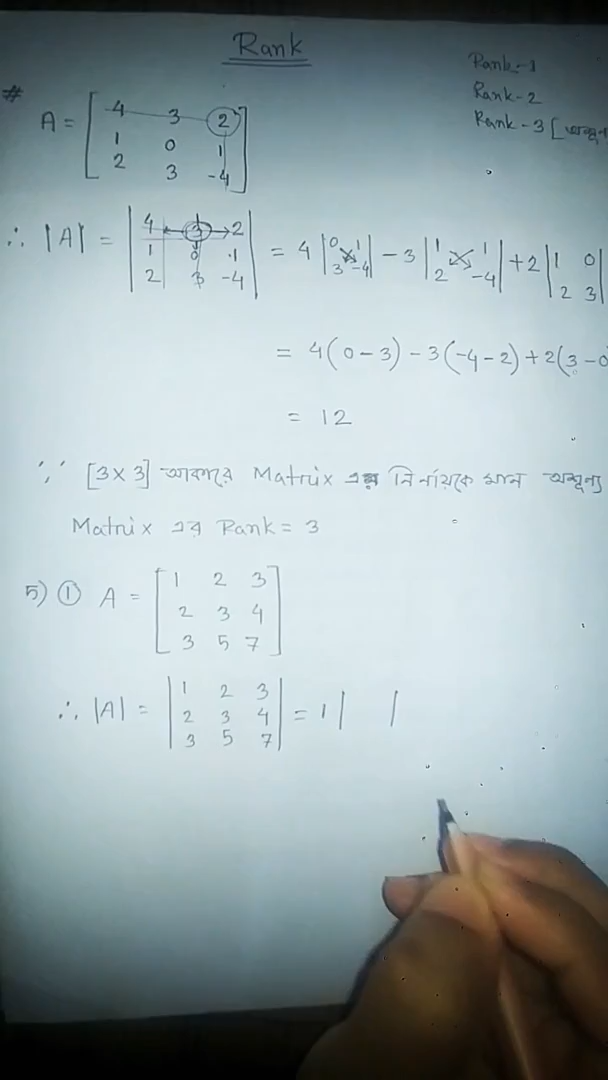 Rank
Rank-1
Rank-2
Rank-3 [অশূন্য
# A = [ 4 3 2
1 0 1
2 3 -4 ]
∴ |A| = | 4 3 2
1 0 1
2 3 -4 | = 4 | 0 1
3 -4 | - 3 | 1 1
2 -4 | + 2 | 1 0
2 3 |
= 4(0-3) - 3(-4-2) + 2(3-0
= 12
∵ [3×3] আকারের Matrix এর নির্নায়কে মান অশূন্য
Matrix এর Rank = 3
5) ① A = [ 1 2 3
2 3 4
3 5 7 ]
∴ |A| = | 1 2 3
2 3 4
3 5 7 | = 1 | |